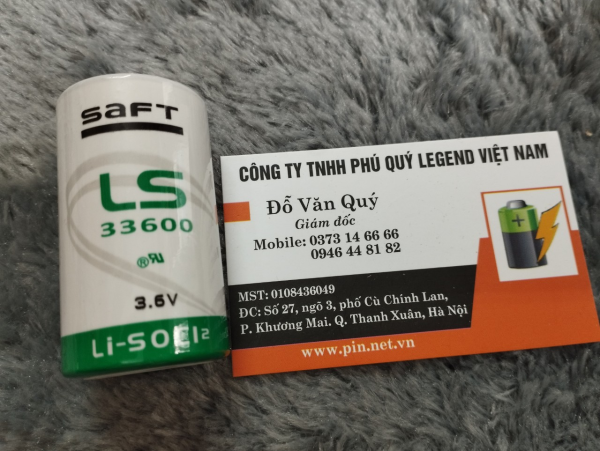 SAFT
LS
33600
3.6V
Li-SOCl2
CÔNG TY TNHH PHÚ QUÝ LEGEND VIỆT NAM
Đỗ Văn Quý
Giám đốc
Mobile: 0373 14 66 66
0946 44 81 82
MST: 0108436049
ĐC: Số 27, ngõ 3, phố Cù Chính Lan,
P. Khương Mai. Q. Thanh Xuân, Hà Nội
www.pin.net.vn